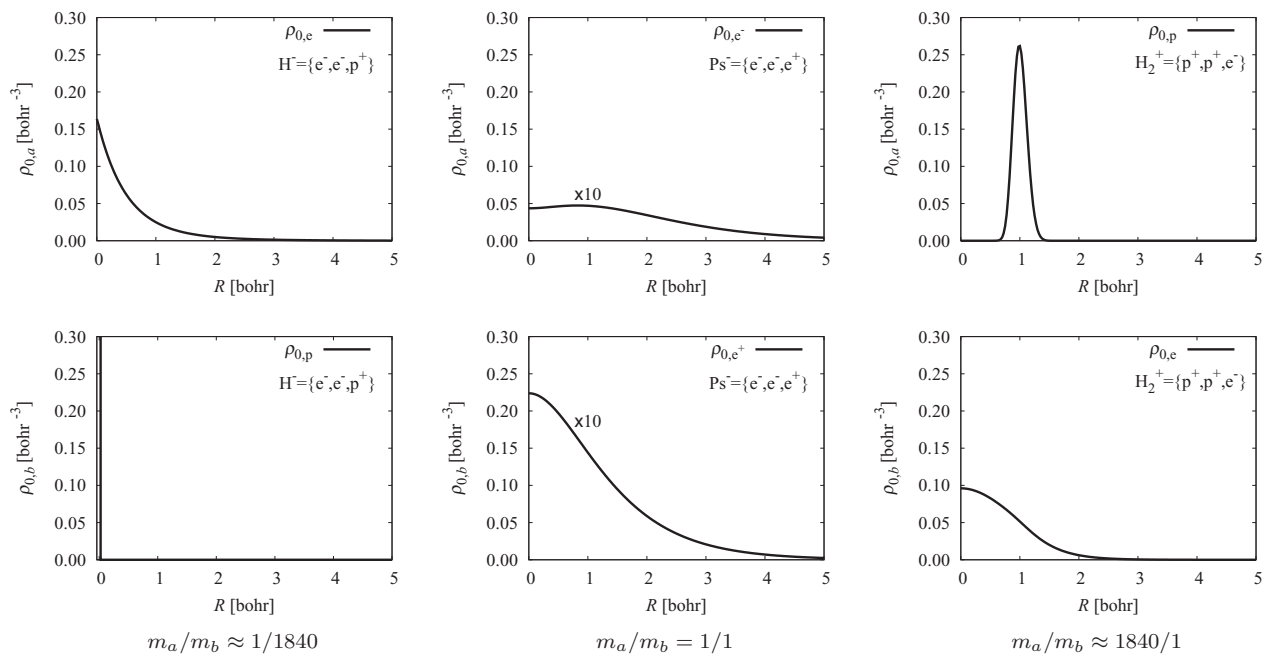 0.30
0.25
0.20
0.15
0.10
0.05
0.00
ρ0,a [bohr -3]
ρ0,e
H-={e-,e-,p+}
0 1 2 3 4 5
R [bohr]
0.30
0.25
0.20
0.15
0.10
0.05
0.00
ρ0,a [bohr -3]
ρ0,e-
Ps-={e-,e-,e+}
x10
0 1 2 3 4 5
R [bohr]
0.30
0.25
0.20
0.15
0.10
0.05
0.00
ρ0,a [bohr -3]
ρ0,p
H2+={p+,p+,e-}
0 1 2 3 4 5
R [bohr]
0.30
0.25
0.20
0.15
0.10
0.05
0.00
ρ0,b [bohr -3]
ρ0,p
H-={e-,e-,p+}
0 1 2 3 4 5
R [bohr]
ma/mb ≈ 1/1840
0.30
0.25
0.20
0.15
0.10
0.05
0.00
ρ0,b [bohr -3]
ρ0,e+
Ps-={e-,e-,e+}
x10
0 1 2 3 4 5
R [bohr]
ma/mb = 1/1
0.30
0.25
0.20
0.15
0.10
0.05
0.00
ρ0,b [bohr -3]
ρ0,e
H2+={p+,p+,e-}
0 1 2 3 4 5
R [bohr]
ma/mb ≈ 1840/1